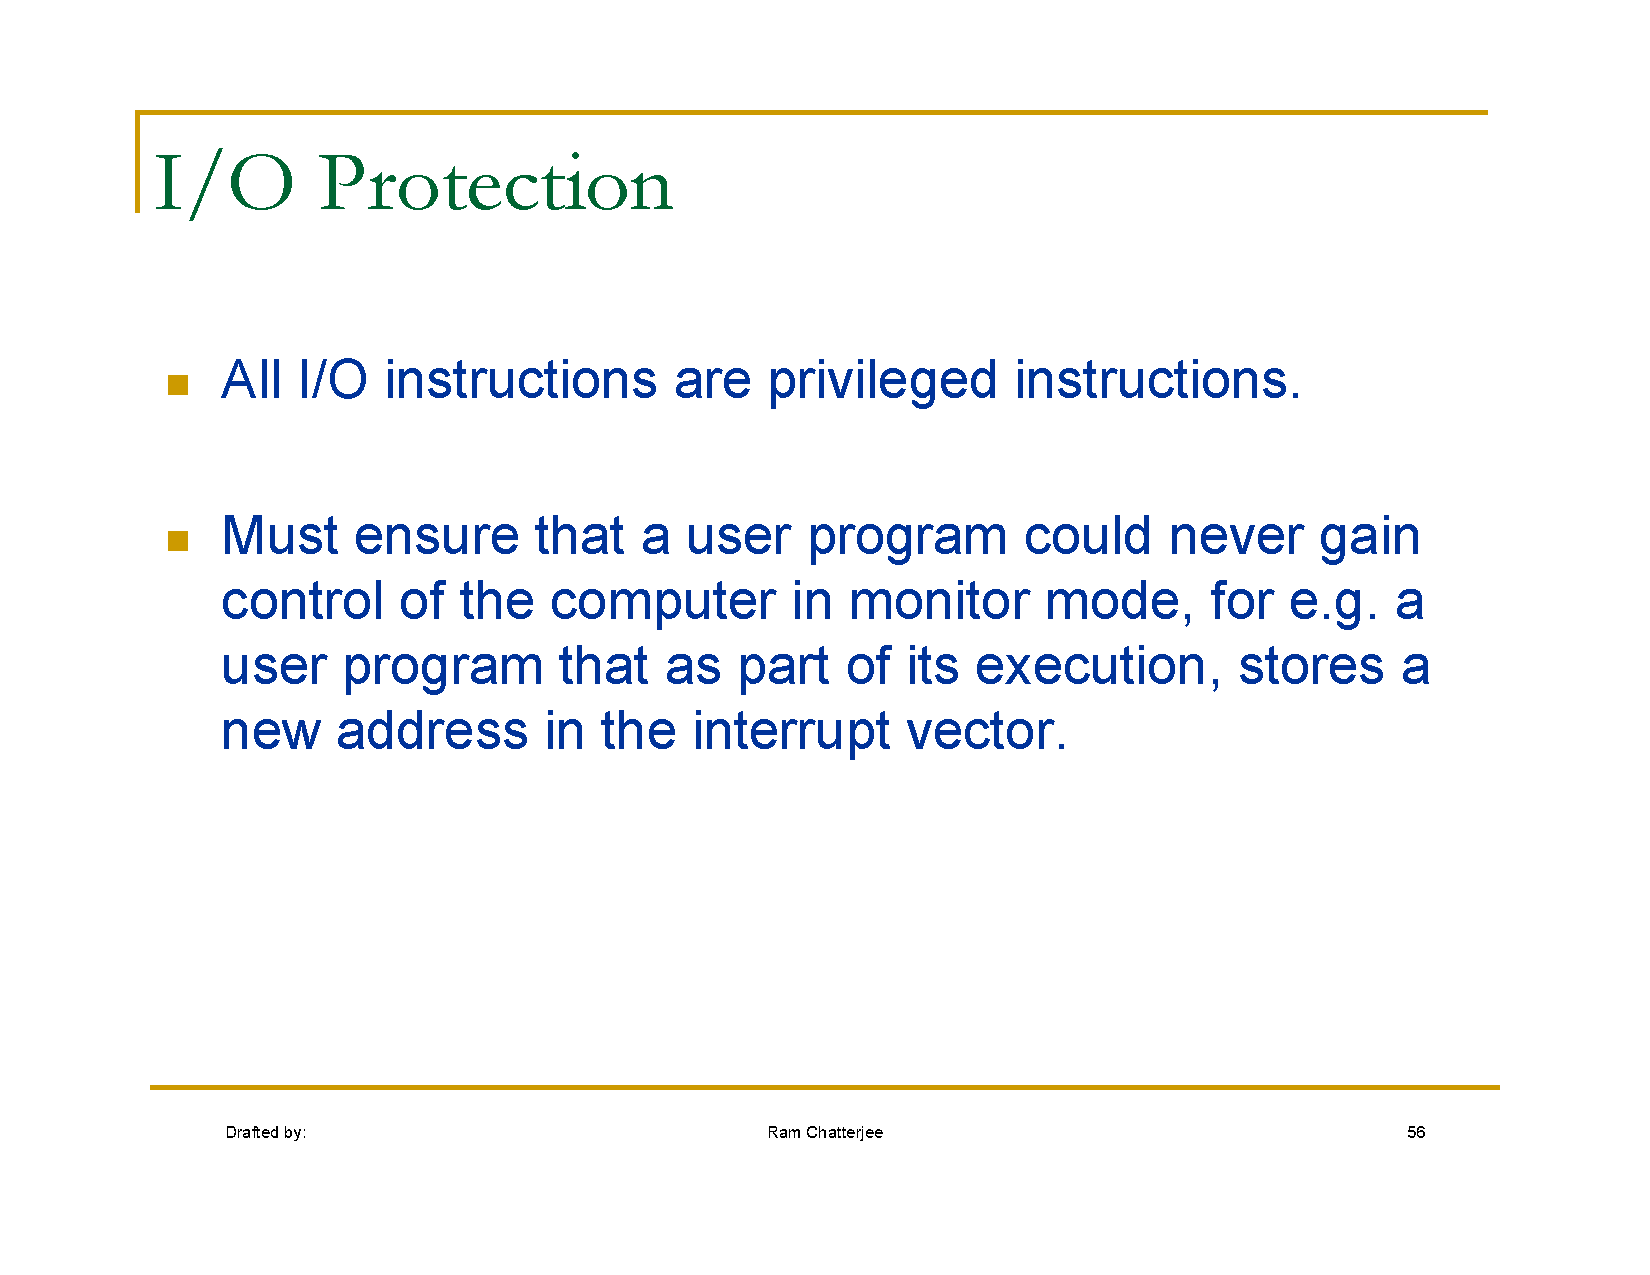 I/O Protection
All I/O instructions are privileged instructions.
Must ensure that a user program could never gain
control of the computer in monitor mode, for e.g. a
user program that as part of its execution, stores a
new address in the interrupt vector.
Drafted by: Ram Chatterjee 56